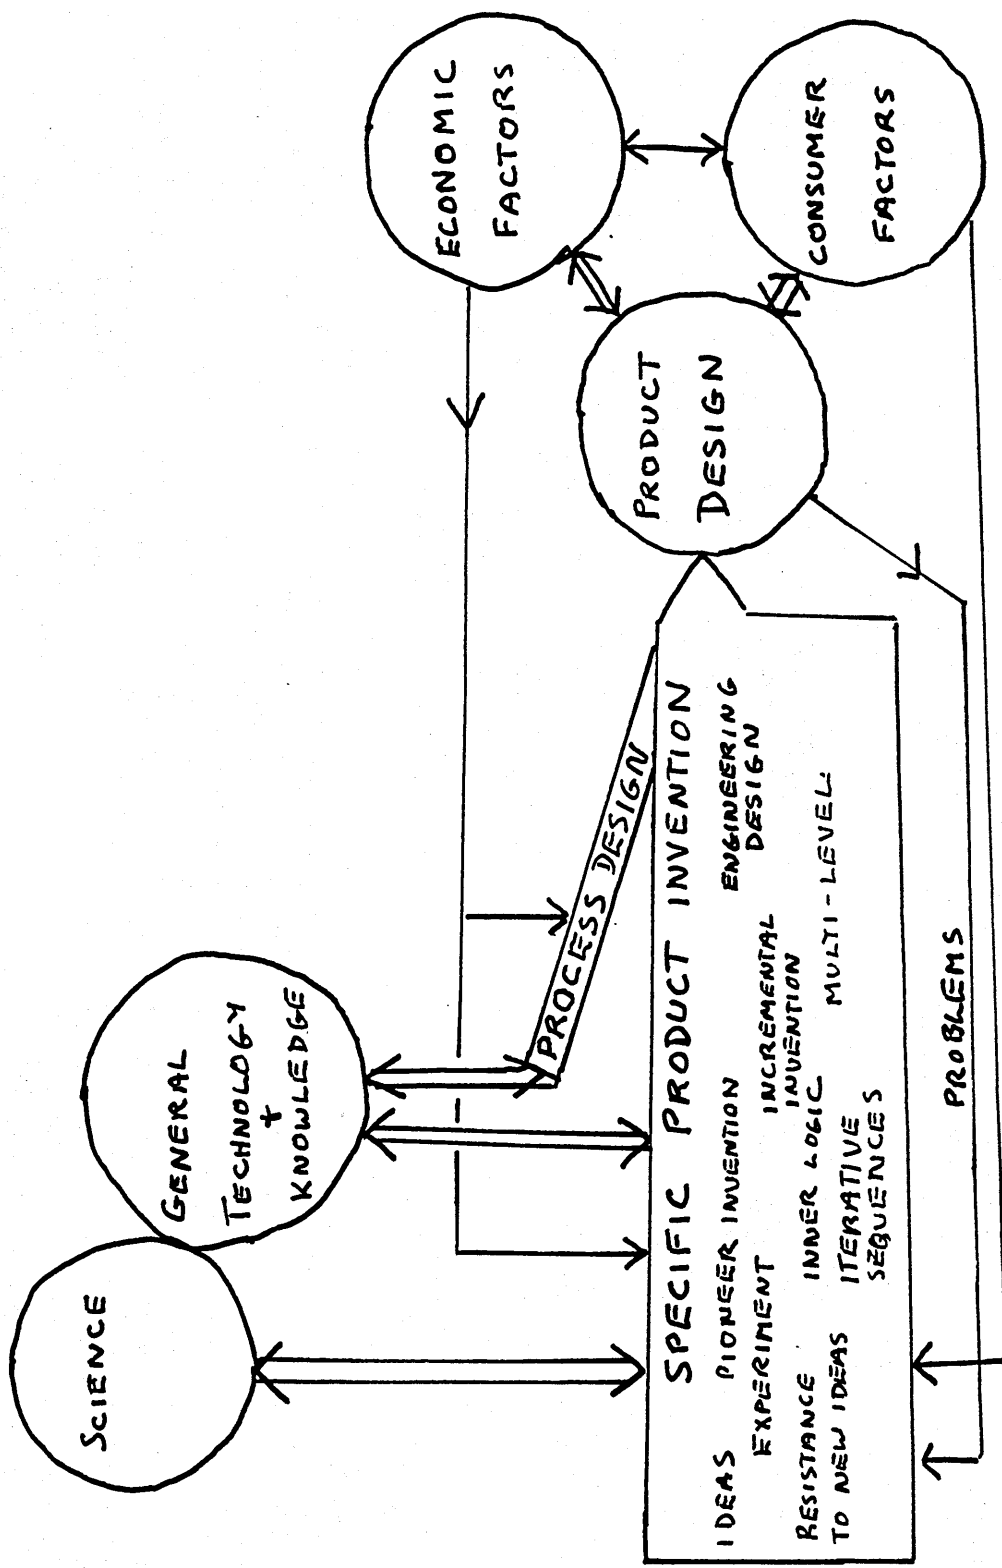 SCIENCE
GENERAL
TECHNOLOGY
+
KNOWLEDGE
ECONOMIC
FACTORS
PROCESS DESIGN
PRODUCT
DESIGN
CONSUMER
FACTORS
SPECIFIC PRODUCT INVENTION
IDEAS PIONEER INVENTION ENGINEERING
DESIGN
EXPERIMENT INCREMENTAL
INVENTION
RESISTANCE INNER LOGIC MULTI-LEVEL
TO NEW IDEAS ITERATIVE
SEQUENCES
PROBLEMS